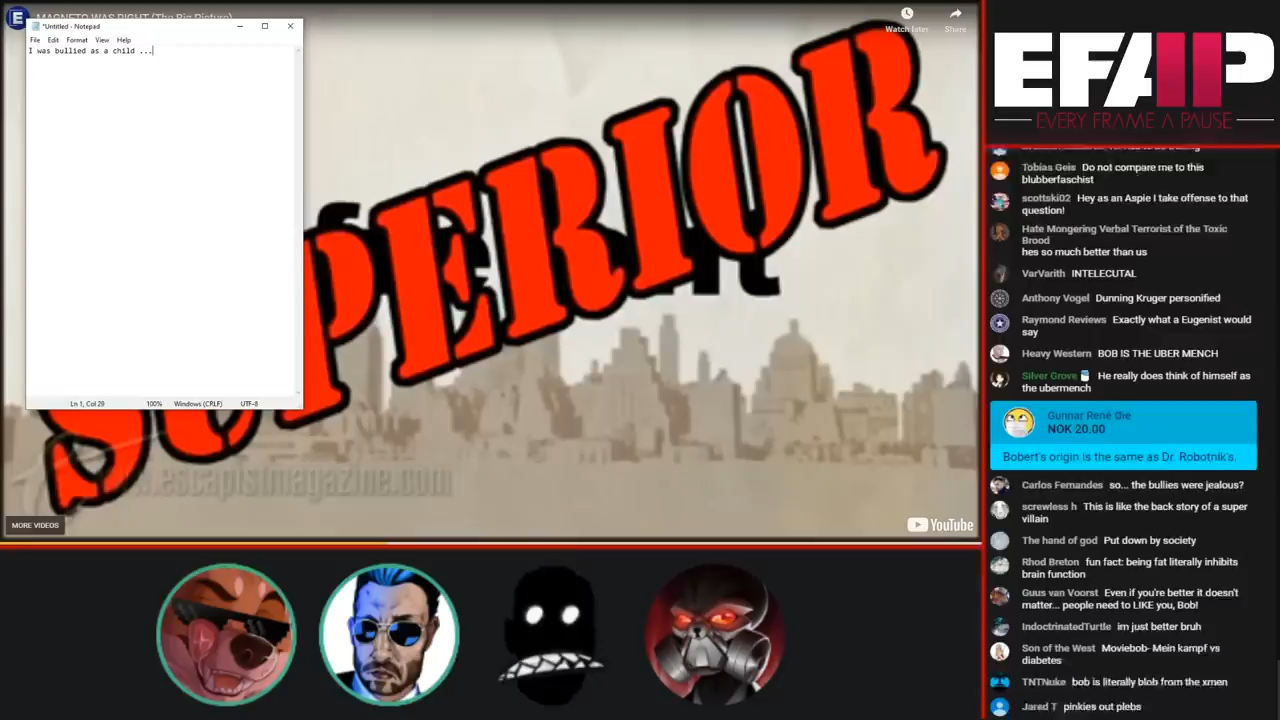 MAGNETO WAS RIGHT (The Big Picture)
*Untitled - Notepad
File Edit Format View Help
I was bullied as a child ...
Ln 1, Col 29 100% Windows (CRLF) UTF-8
SUPERIOR
Watch later
Share
www.escapistmagazine.com
MORE VIDEOS
YouTube
EFAP
EVERY FRAME A PAUSE
Tobias Geis Do not compare me to this
blubberfaschist
scottski02 Hey as an Aspie I take offense to that
question!
Hate Mongering Verbal Terrorist of the Toxic
Brood
hes so much better than us
VarVarith INTELECUTAL
Anthony Vogel Dunning Kruger personified
Raymond Reviews Exactly what a Eugenist would
say
Heavy Western BOB IS THE UBER MENCH
Silver Grove He really does think of himself as
the ubermench
Gunnar René Øie
NOK 20.00
Bobert's origin is the same as Dr. Robotnik's.
Carlos Fernandes so... the bullies were jealous?
screwless h This is like the back story of a super
villain
The hand of god Put down by society
Rhod Breton fun fact: being fat literally inhibits
brain function
Guus van Voorst Even if you're better it doesn't
matter... people need to LIKE you, Bob!
IndoctrinatedTurtle im just better bruh
Son of the West Moviebob- Mein kampf vs
diabetes
TNTNuke bob is literally blob from the xmen
Jared T pinkies out plebs